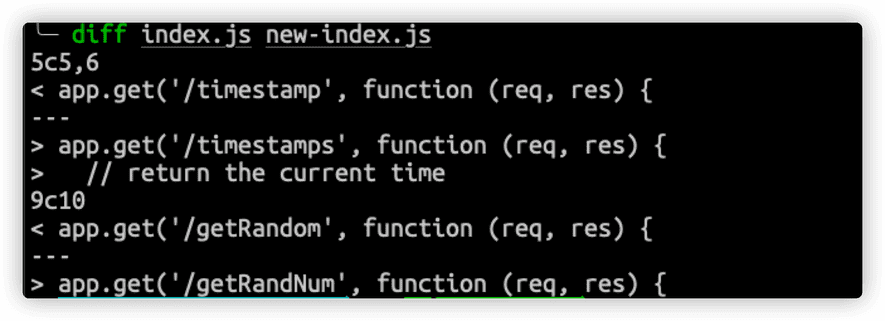 ╰─ diff index.js new-index.js
5c5,6
< app.get('/timestamp', function (req, res) {
---
> app.get('/timestamps', function (req, res) {
>   // return the current time
9c10
< app.get('/getRandom', function (req, res) {
---
> app.get('/getRandNum', function (req, res) {